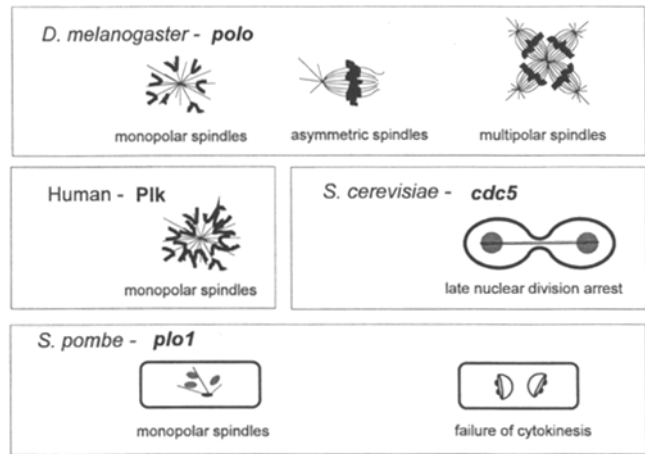 D. melanogaster - polo
monopolar spindles asymmetric spindles multipolar spindles
Human - Plk
monopolar spindles
S. cerevisiae - cdc5
late nuclear division arrest
S. pombe - plo1
monopolar spindles failure of cytokinesis